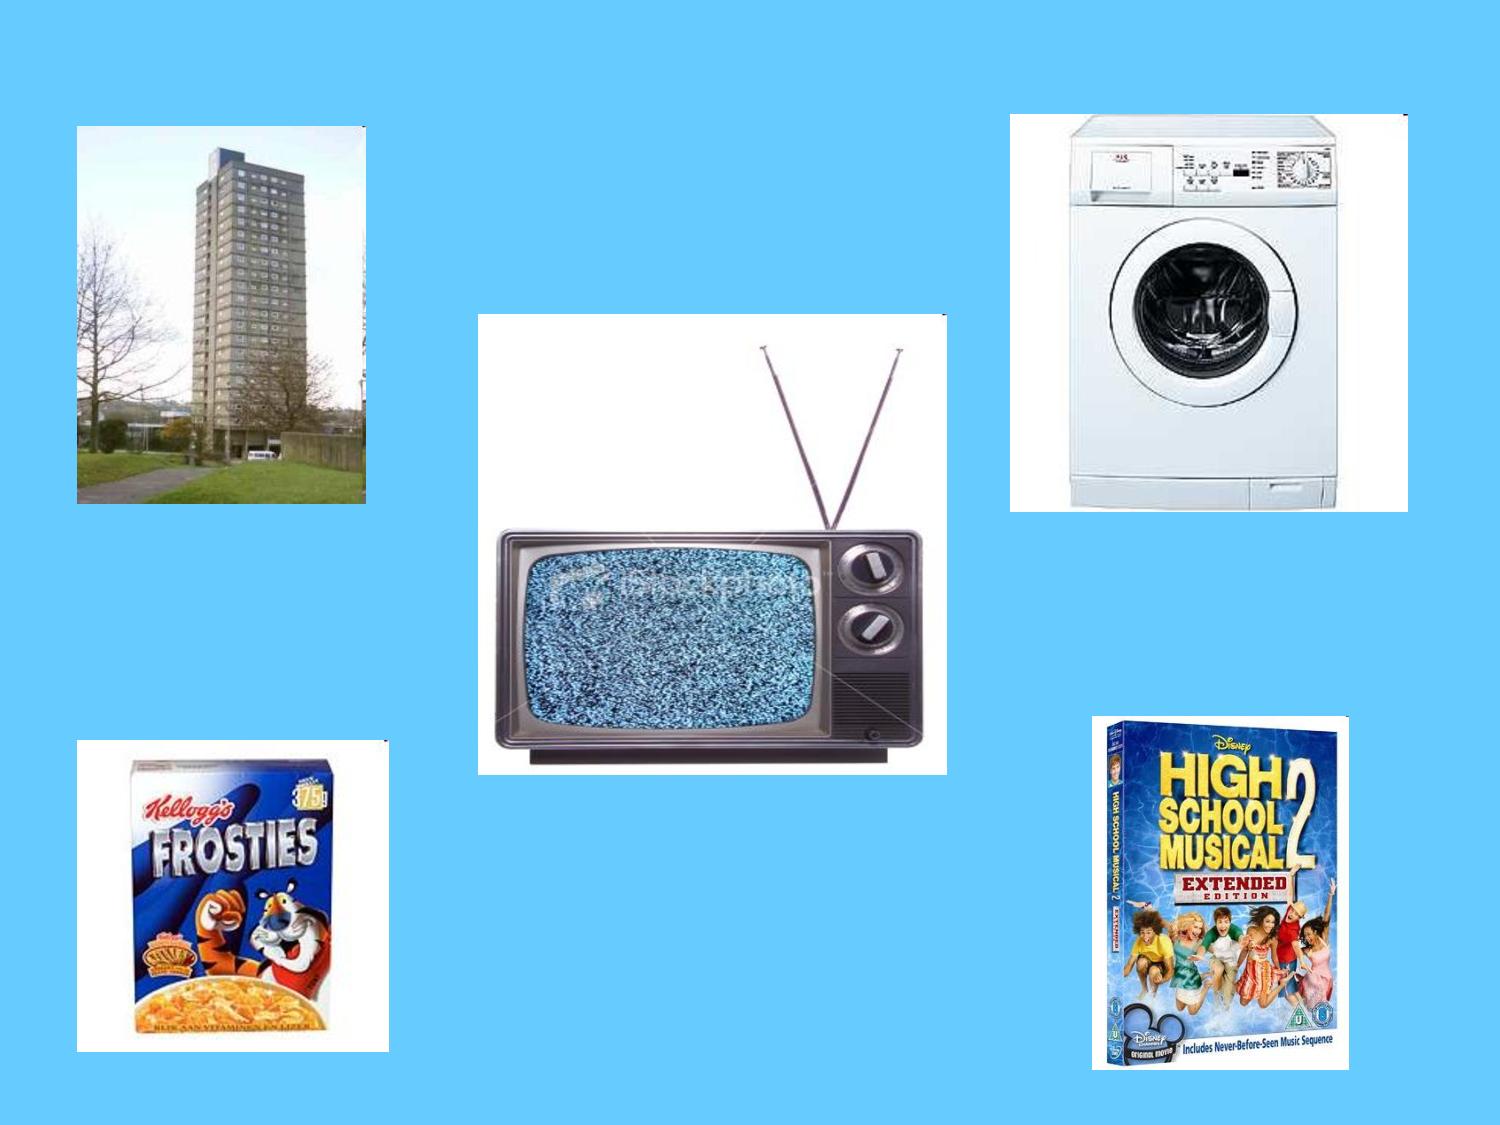 iStockphoto
Kellogg's
375g
FROSTIES
RIJK AAN VITAMINEN EN IJZER
Disney
HIGH
SCHOOL
MUSICAL 2
EXTENDED
EDITION
HIGH SCHOOL MUSICAL 2
EXTENDED
U
Disney
CHANNEL
ORIGINAL MOVIE
Includes Never-Before-Seen Music Sequence